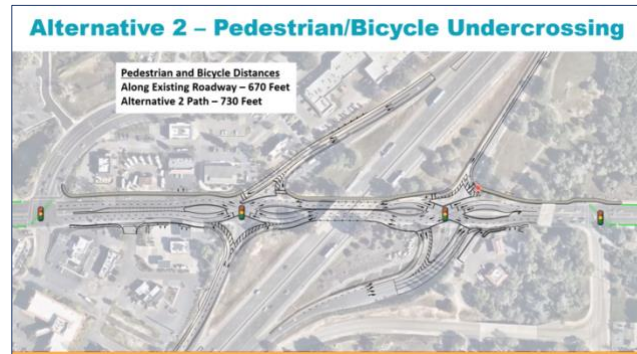 Alternative 2 – Pedestrian/Bicycle Undercrossing
Pedestrian and Bicycle Distances
Along Existing Roadway – 670 Feet
Alternative 2 Path – 730 Feet